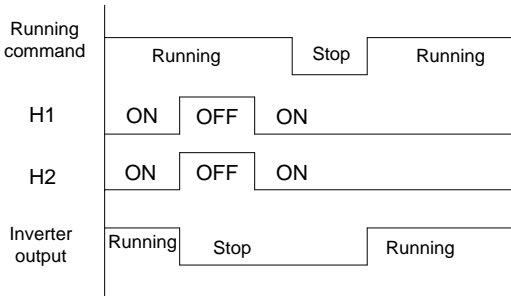 Running
command
Running
Stop
Running
H1
ON
OFF
ON
H2
ON
OFF
ON
Inverter
output
Running
Stop
Running